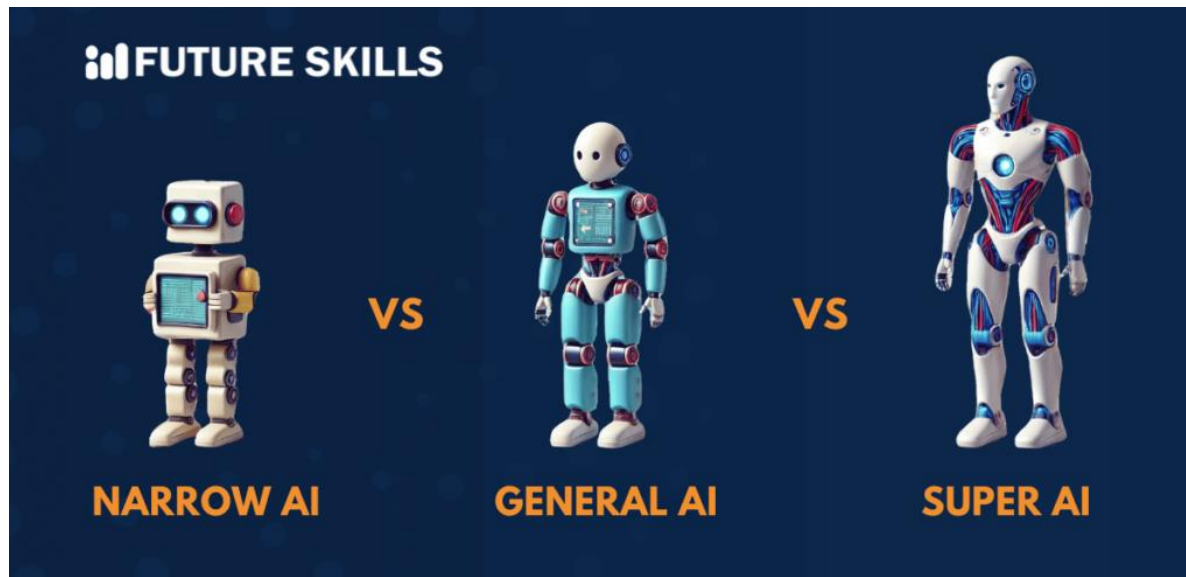 FUTURE SKILLS
VS
VS
NARROW AI
GENERAL AI
SUPER AI